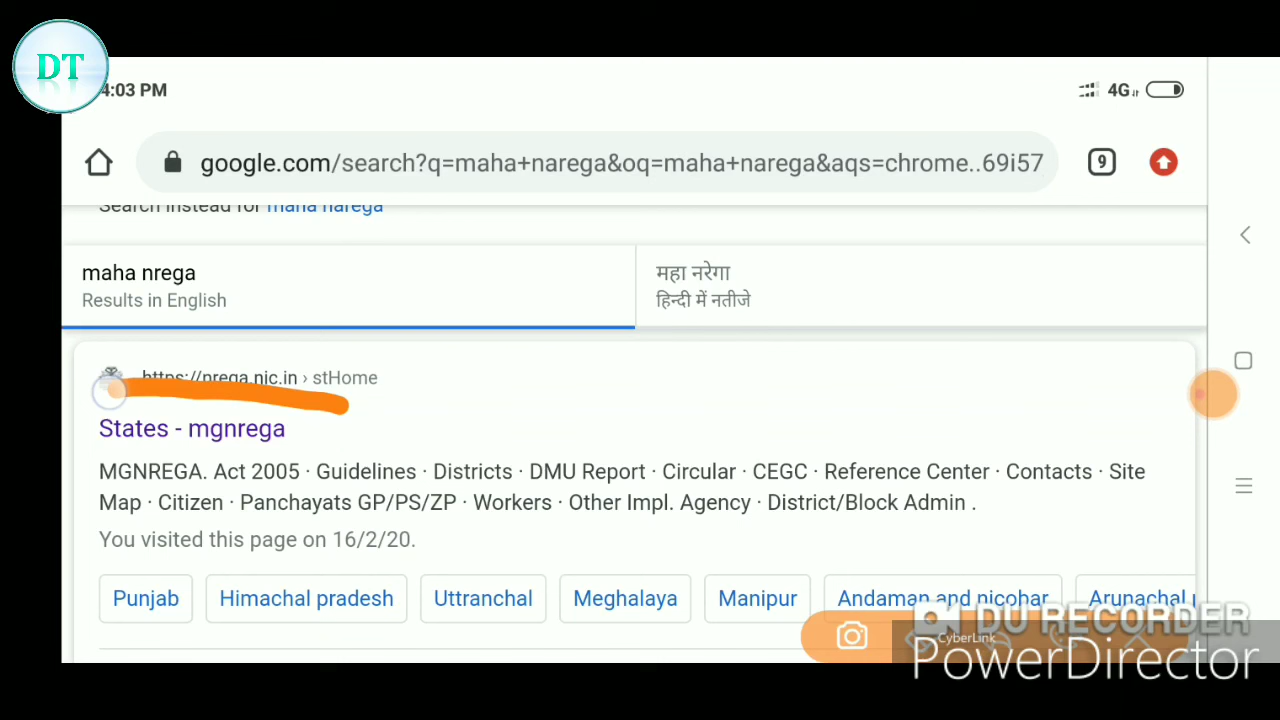 DT
4:03 PM
4G
google.com/search?q=maha+narega&oq=maha+narega&aqs=chrome..69i57
9
Search instead for maha narega
maha nrega
Results in English
महा नरेगा
हिन्दी में नतीजे
https://nrega.nic.in › stHome
States - mgnrega
MGNREGA. Act 2005 · Guidelines · Districts · DMU Report · Circular · CEGC · Reference Center · Contacts · Site
Map · Citizen · Panchayats GP/PS/ZP · Workers · Other Impl. Agency · District/Block Admin .
You visited this page on 16/2/20.
Punjab
Himachal pradesh
Uttranchal
Meghalaya
Manipur
Andaman and nicobar
Arunachal
DU RECORDER
CyberLink
PowerDirector